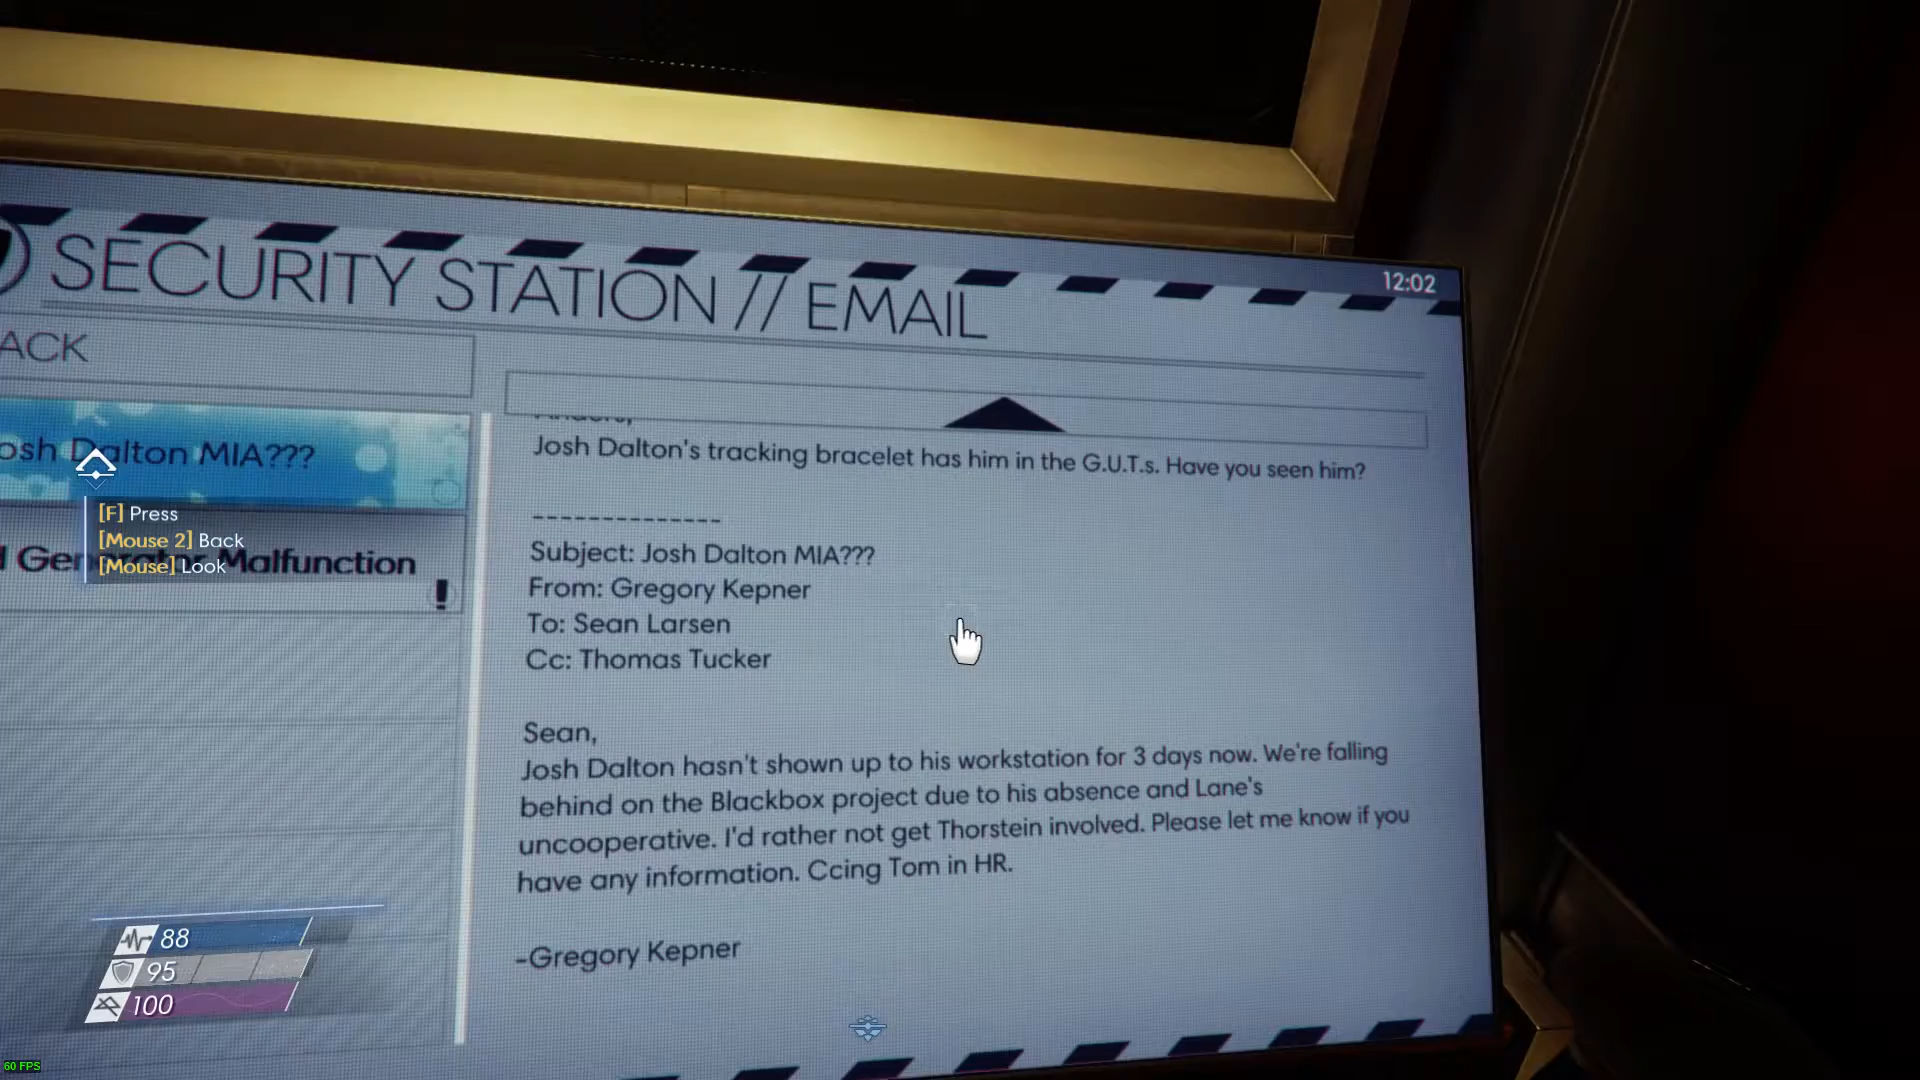 12:02
SECURITY STATION // EMAIL
ACK
osh Dalton MIA???
[F] Press
[Mouse 2] Back
[Mouse] Look
Malfunction
!
Josh Dalton's tracking bracelet has him in the G.U.T.s. Have you seen him?
--------------
Subject: Josh Dalton MIA???
From: Gregory Kepner
To: Sean Larsen
Cc: Thomas Tucker
Sean,
Josh Dalton hasn't shown up to his workstation for 3 days now. We're falling
behind on the Blackbox project due to his absence and Lane's
uncooperative. I'd rather not get Thorstein involved. Please let me know if you
have any information. Ccing Tom in HR.
-Gregory Kepner
88
95
100
60 FPS